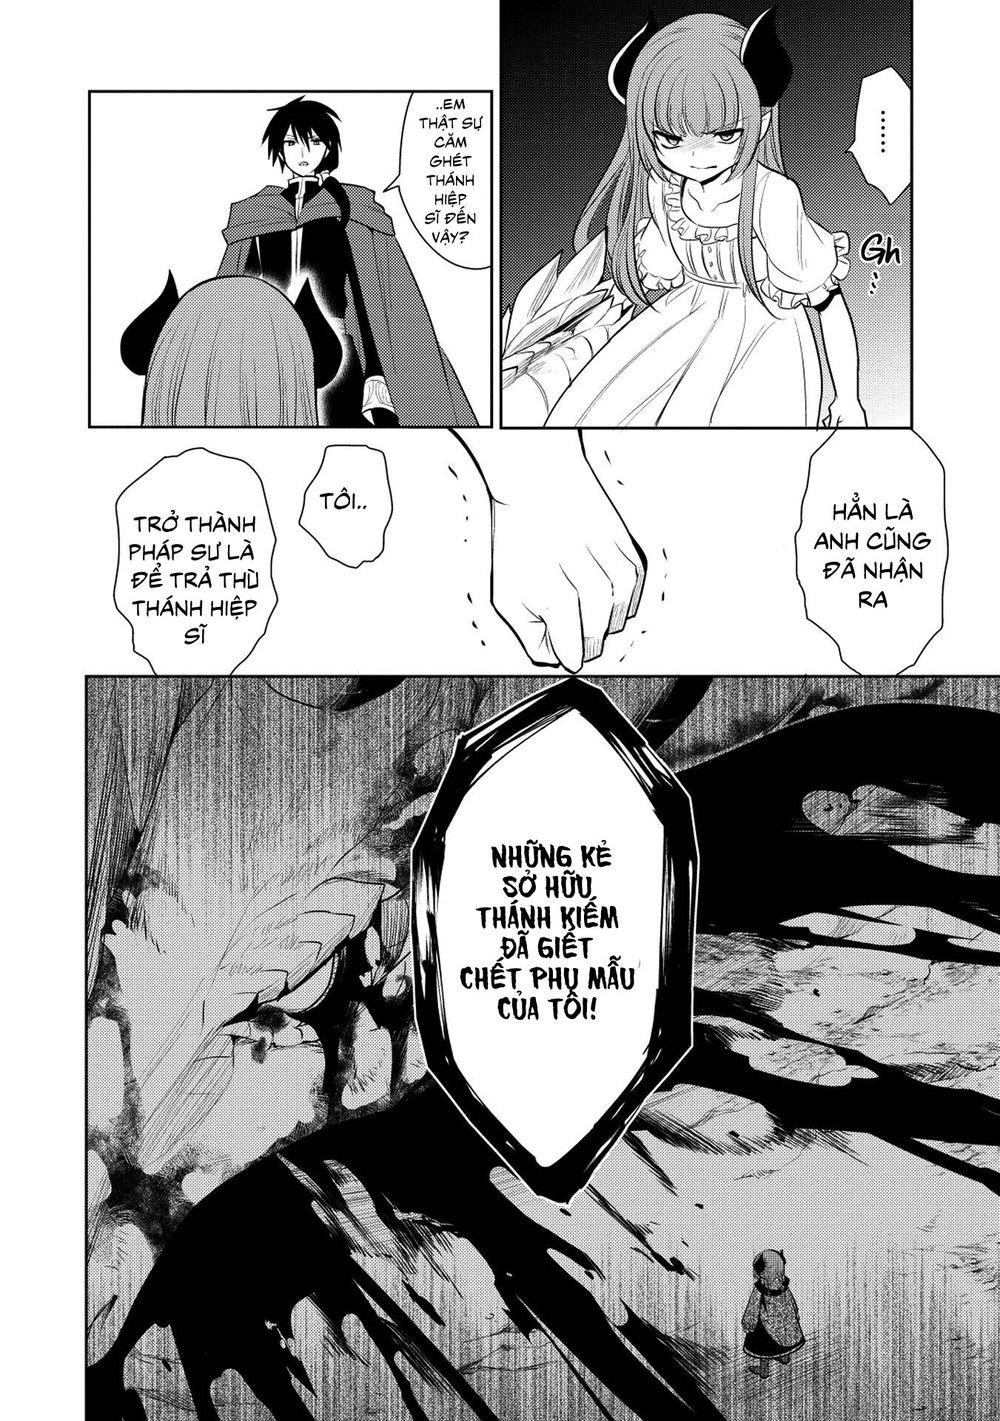 ........
Gh
...
..EM
THẬT SỰ
CĂM
GHÉT
THÁNH
HIỆP
SĨ ĐẾN
VẬY?
HẲN LÀ
ANH CŨNG
ĐÃ NHẬN
RA
TÔI..
TRỞ THÀNH
PHÁP SƯ LÀ
ĐỂ TRẢ THÙ
THÁNH HIỆP
SĨ
NHỮNG KẺ
SỞ HỮU
THÁNH KIẾM
ĐÃ GIẾT
CHẾT PHỤ MẪU
CỦA TÔI!